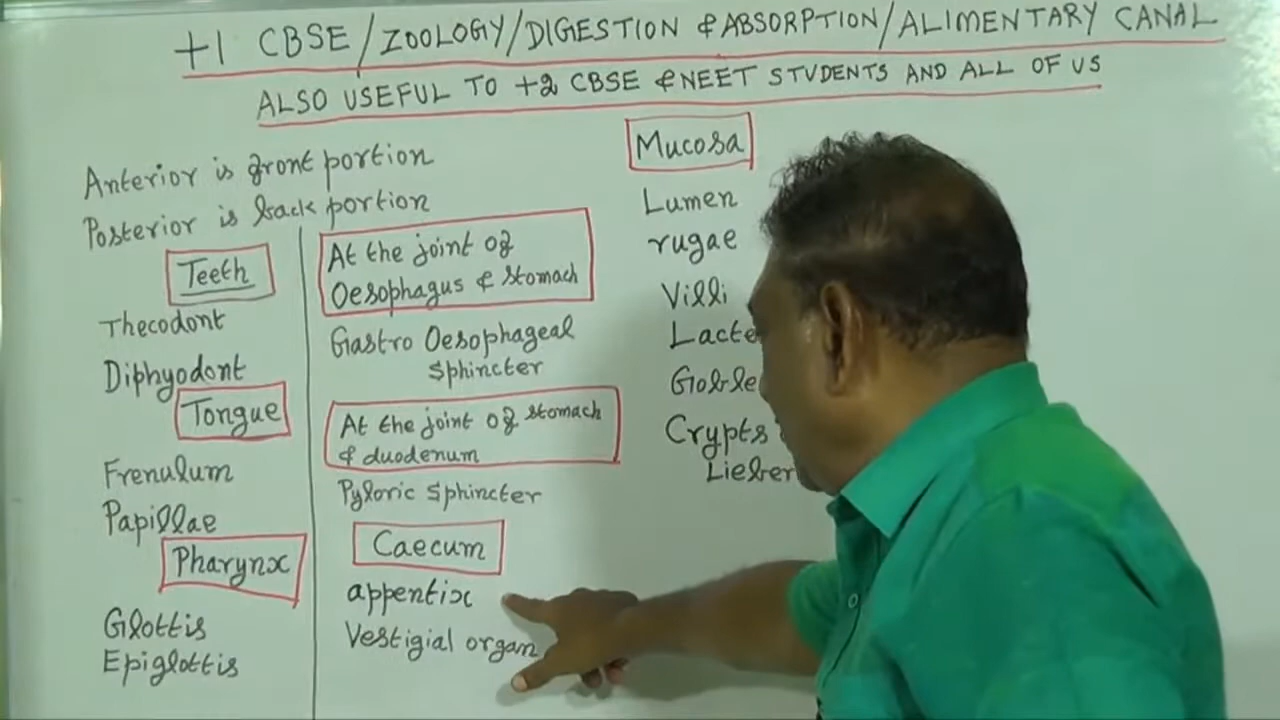 +1 CBSE/ZOOLOGY/DIGESTION & ABSORPTION/ALIMENTARY CANAL
ALSO USEFUL TO +2 CBSE & NEET STUDENTS AND ALL OF US
Anterior is front portion
Posterior is back portion
Teeth
Thecodont
Diphyodont
Tongue
Frenulum
Papillae
Pharynx
Glottis
Epiglottis
At the joint of
Oesophagus & Stomach
Gastro Oesophageal
Sphincter
At the joint of stomach
& duodenum
Pyloric Sphincter
Caecum
appentix
Vestigial organ
Mucosa
Lumen
rugae
Villi
Lacte
Goble
Crypts
Lieber